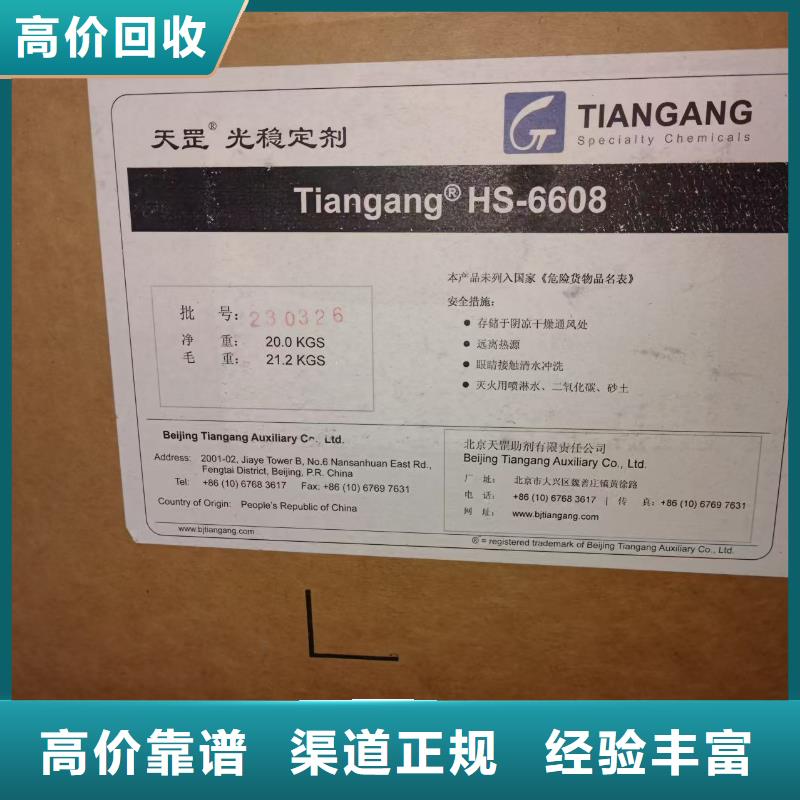 高价回收
天罡® 光稳定剂
TIANGANG
Specialty Chemicals
Tiangang® HS-6608
批 号: 230326
净 重: 20.0 KGS
毛 重: 21.2 KGS
本产品未列入国家《危险货物品名表》
安全措施:
• 存储于阴凉干燥通风处
• 远离热源
• 眼睛接触清水冲洗
• 灭火用喷淋水、二氧化碳、砂土
Beijing Tiangang Auxiliary Co., Ltd.
Address: 2001-02, Jiaye Tower B, No.6 Nansanhuan East Rd.,
Fengtai District, Beijing, P.R. China
Tel: +86 (10) 6768 3617 Fax: +86 (10) 6769 7631
Country of Origin: People's Republic of China
www.bjtiangang.com
北京天罡助剂有限责任公司
Beijing Tiangang Auxiliary Co., Ltd.
厂 址: 北京市大兴区魏善庄镇黄徐路
电 话: +86 (10) 6768 3617 | 传 真: +86 (10) 6769 7631
网 址: www.bjtiangang.com
® = registered trademark of Beijing Tiangang Auxiliary Co., Ltd.
高价靠谱 渠道正规 经验丰富